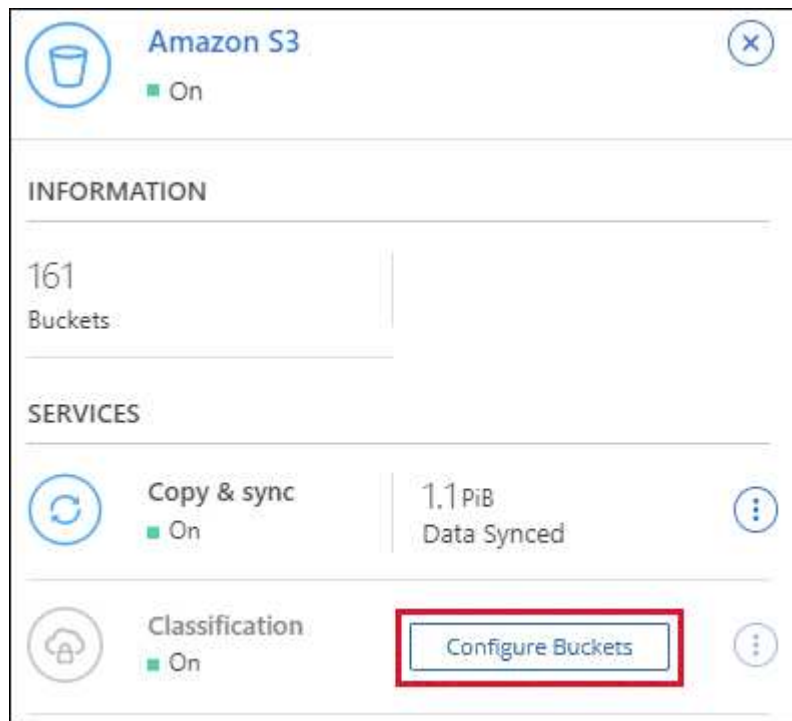 Amazon S3
On
INFORMATION
161
Buckets
SERVICES
Copy & sync
On
1.1 PiB
Data Synced
Classification
On
Configure Buckets